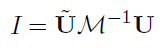 I = Ũℳ⁻¹U